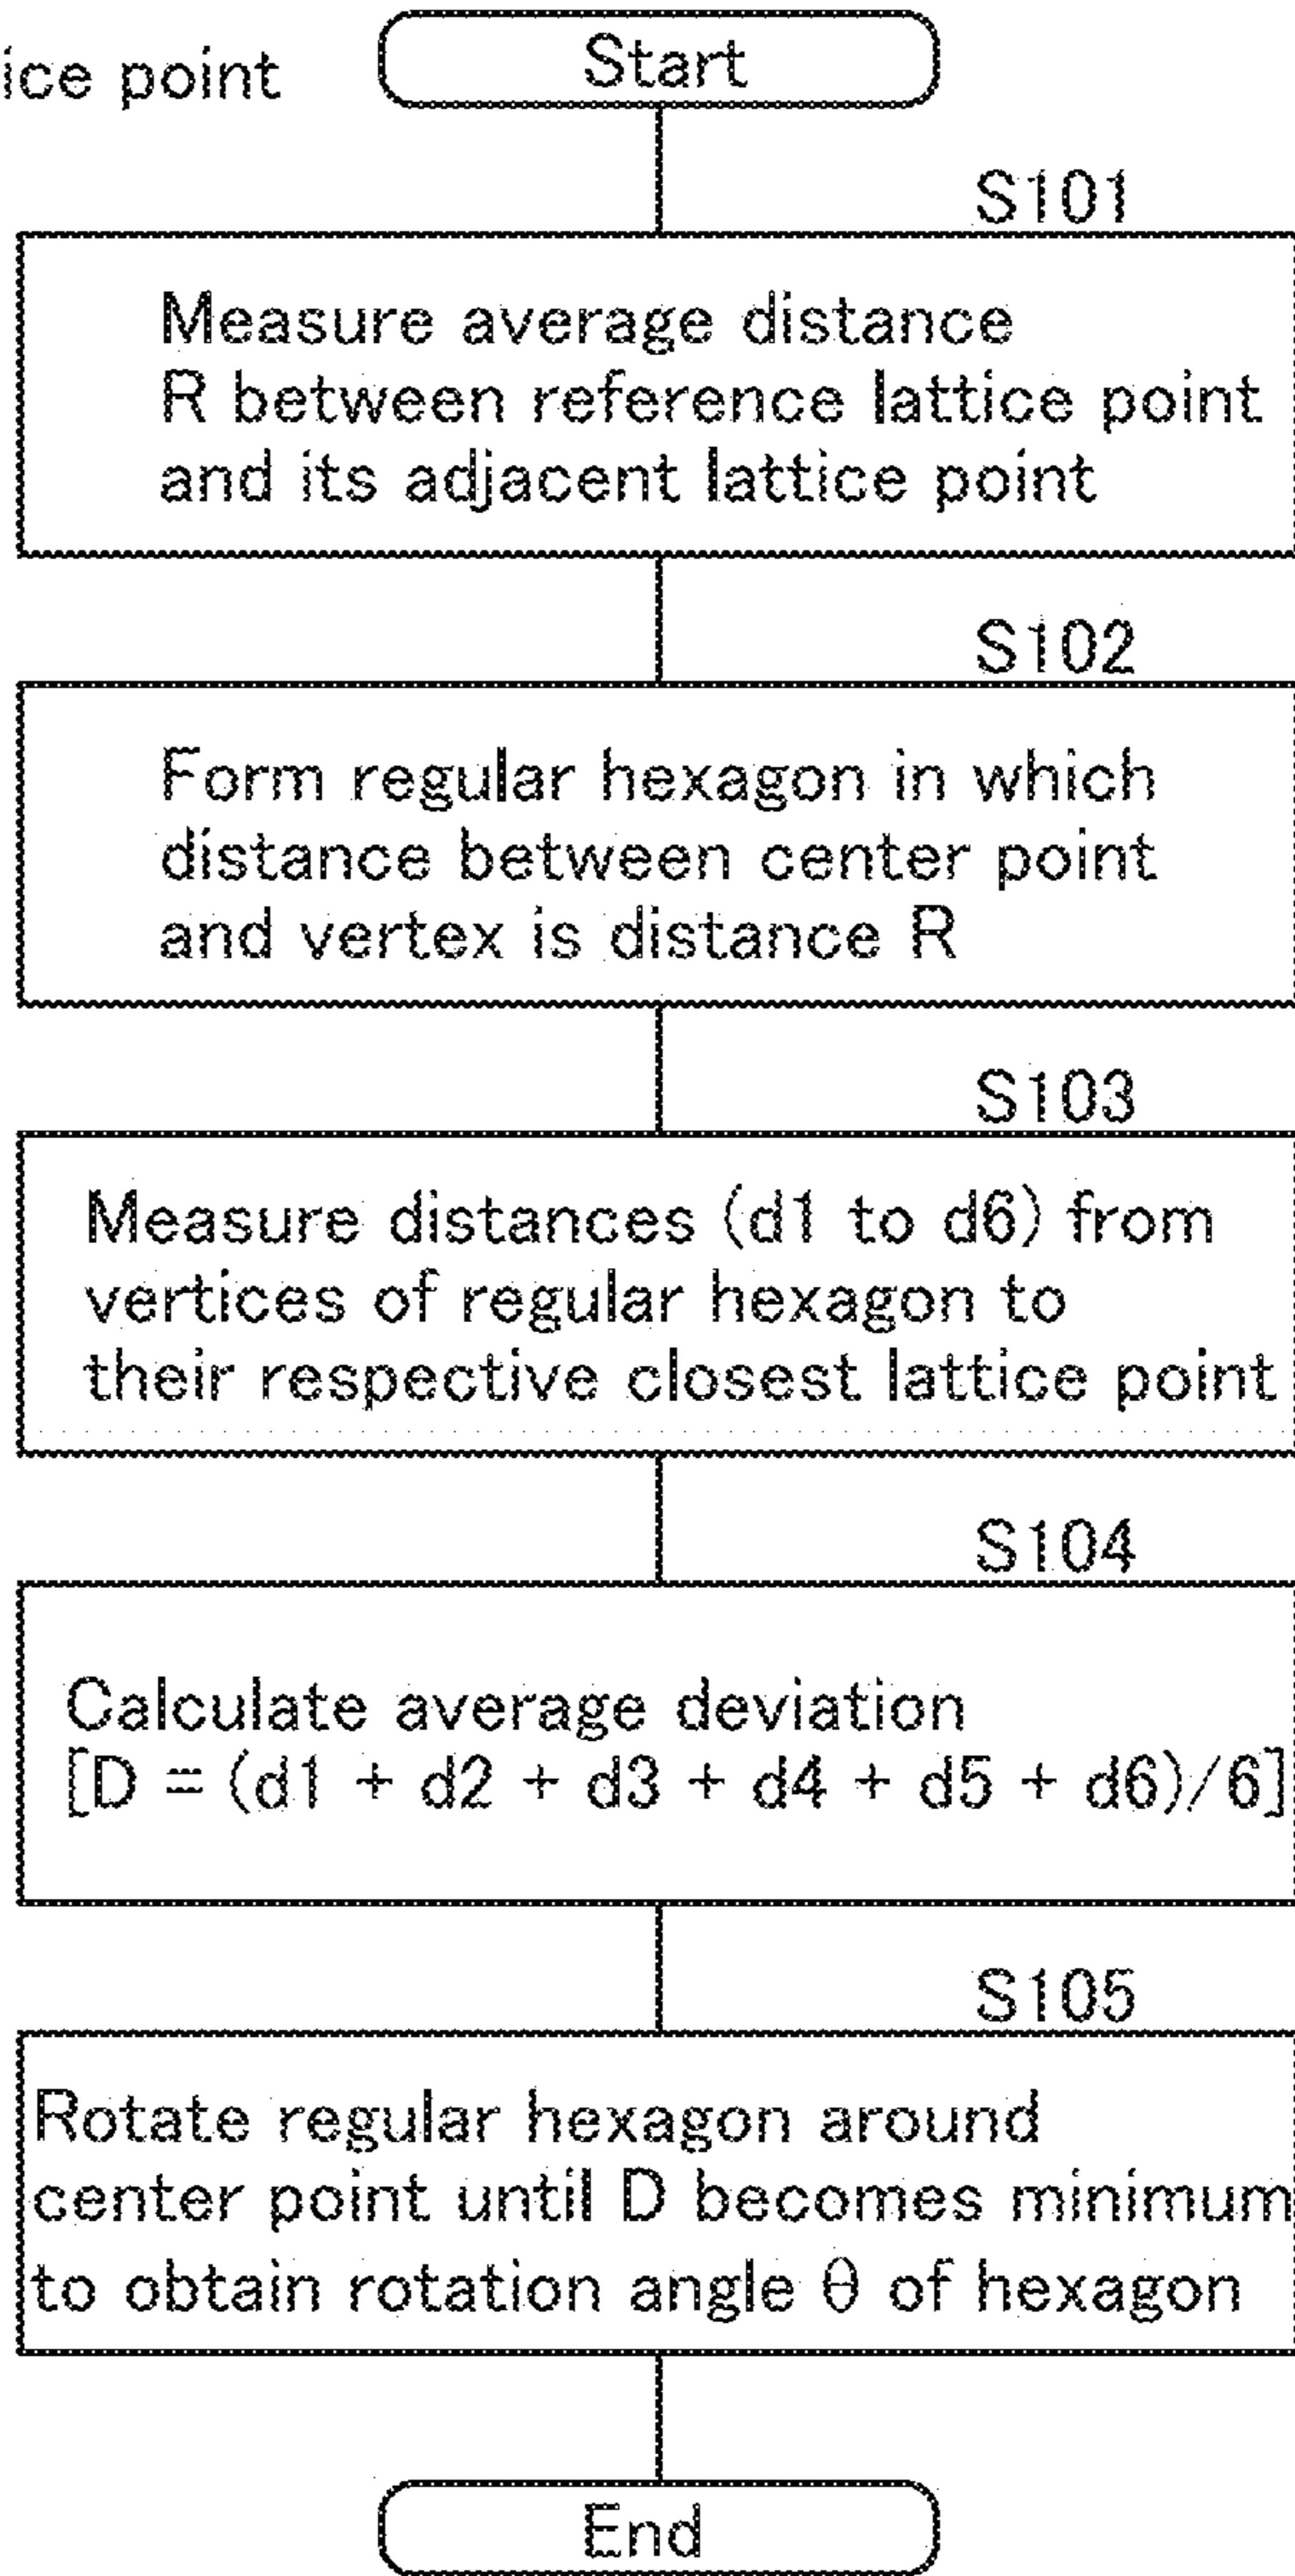 ice point
Start
S101
Measure average distance
R between reference lattice point
and its adjacent lattice point
S102
Form regular hexagon in which
distance between center point
and vertex is distance R
S103
Measure distances (d1 to d6) from
vertices of regular hexagon to
their respective closest lattice point
S104
Calculate average deviation
[D = (d1 + d2 + d3 + d4 + d5 + d6)/6]
S105
Rotate regular hexagon around
center point until D becomes minimum
to obtain rotation angle θ of hexagon
End